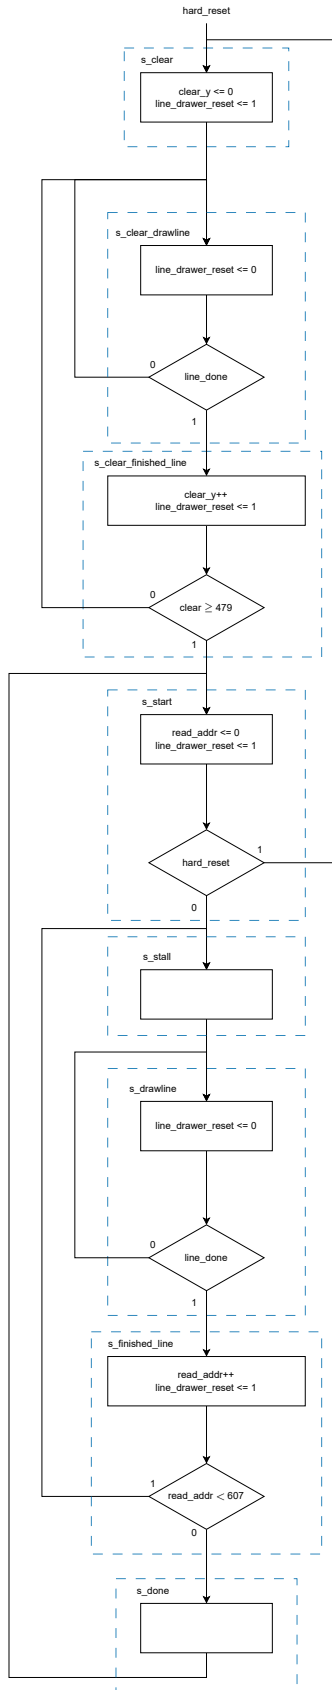 hard_reset
s_clear
clear_y <= 0
line_drawer_reset <= 1
s_clear_drawline
line_drawer_reset <= 0
0
line_done
1
s_clear_finished_line
clear_y++
line_drawer_reset <= 1
0
clear ≥ 479
1
s_start
read_addr <= 0
line_drawer_reset <= 1
1
hard_reset
0
s_stall
s_drawline
line_drawer_reset <= 0
0
line_done
1
s_finished_line
read_addr++
line_drawer_reset <= 1
1
read_addr < 607
0
s_done